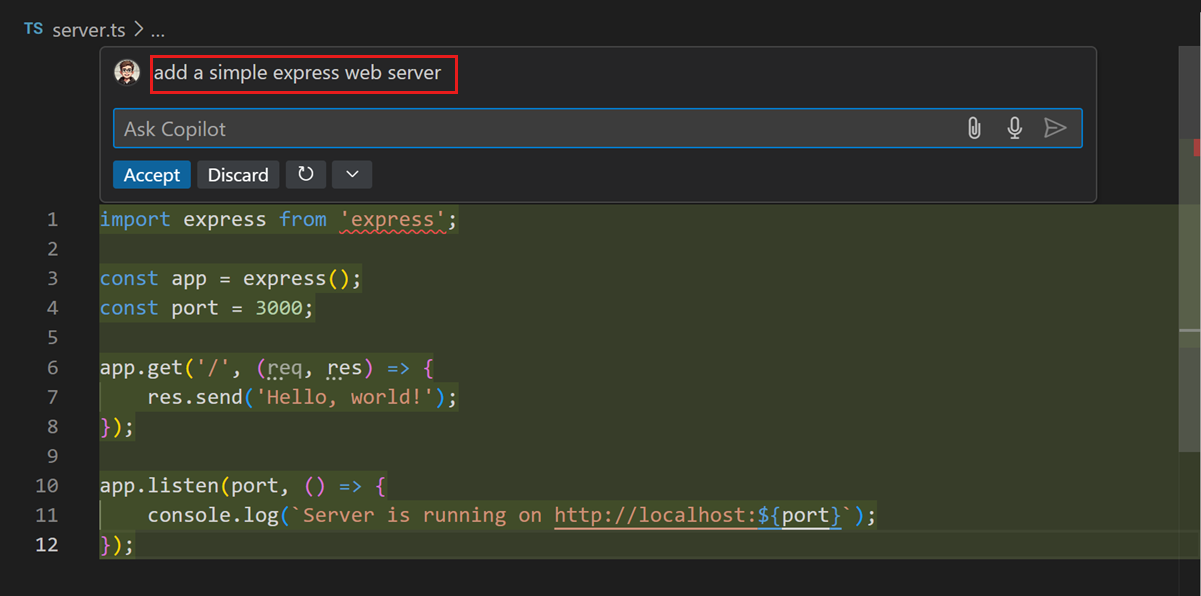 TS server.ts > ...
add a simple express web server
Ask Copilot
Accept Discard
1 import express from 'express';
2
3 const app = express();
4 const port = 3000;
5
6 app.get('/', (req, res) => {
7     res.send('Hello, world!');
8 });
9
10 app.listen(port, () => {
11     console.log(`Server is running on http://localhost:${port}`);
12 });